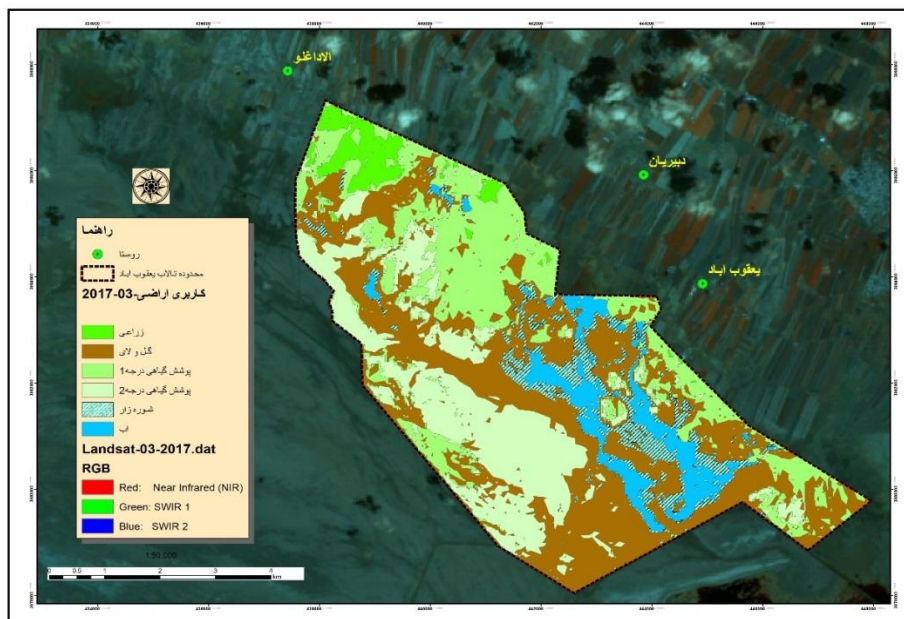 الاداغلو
دبیریان
یعقوب اباد
راهنما
روستا
محدوده تالاب یعقوب اباد
کاربری اراضی-03-2017
زراعی
گل و لای
پوشش گیاهی درجه1
پوشش گیاهی درجه2
شوره زار
اب
Landsat-03-2017.dat
RGB
Red: Near Infrared (NIR)
Green: SWIR 1
Blue: SWIR 2
1:50,000
0 0.5 1 2 3 4
km